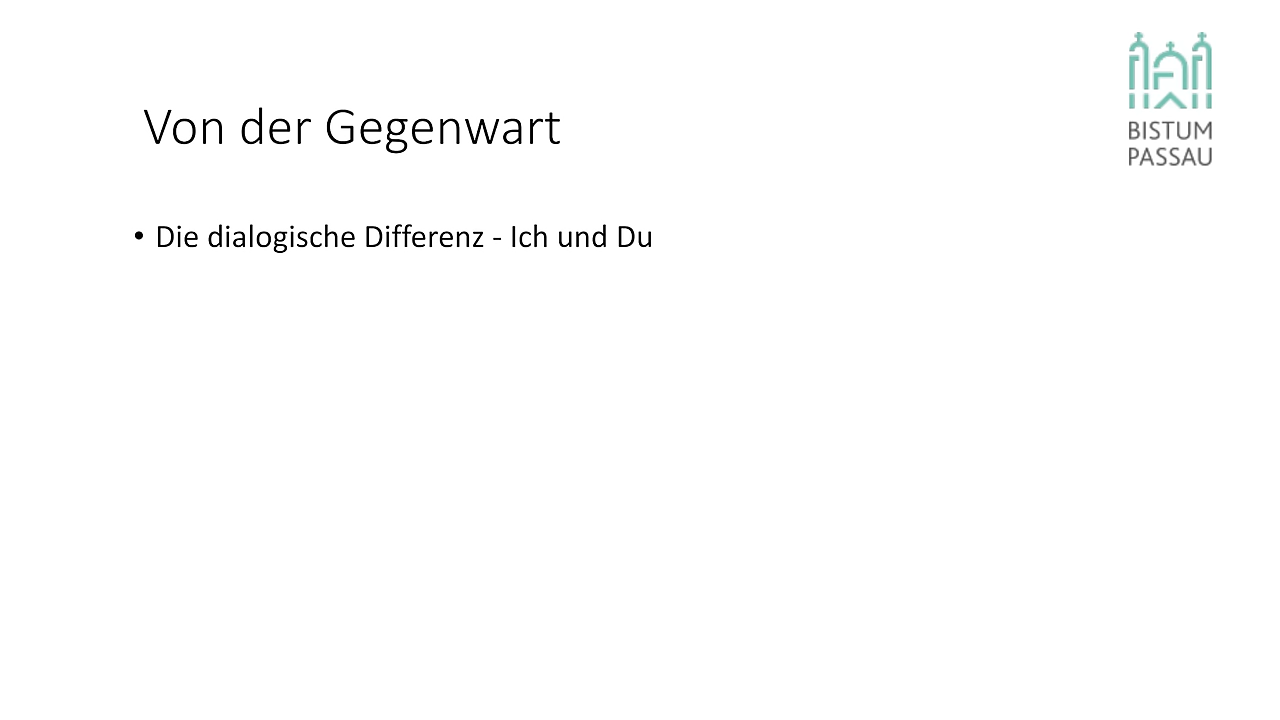 Von der Gegenwart
BISTUM
PASSAU
• Die dialogische Differenz - Ich und Du